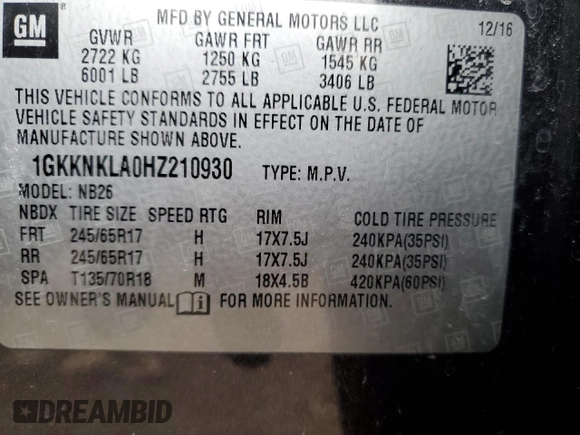 GM
MFD BY GENERAL MOTORS LLC
12/16
GVWR GAWR FRT GAWR RR
2722 KG 1250 KG 1545 KG
6001 LB 2755 LB 3406 LB
THIS VEHICLE CONFORMS TO ALL APPLICABLE U.S. FEDERAL MOTOR
VEHICLE SAFETY STANDARDS IN EFFECT ON THE DATE OF
MANUFACTURE SHOWN ABOVE.
1GKKNKLA0HZ210930 TYPE: M.P.V.
MODEL: NB26
NBDX TIRE SIZE SPEED RTG RIM COLD TIRE PRESSURE
FRT 245/65R17 H 17X7.5J 240KPA(35PSI)
RR 245/65R17 H 17X7.5J 240KPA(35PSI)
SPA T135/70R18 M 18X4.5B 420KPA(60PSI)
SEE OWNER'S MANUAL FOR MORE INFORMATION.
DREAMBID